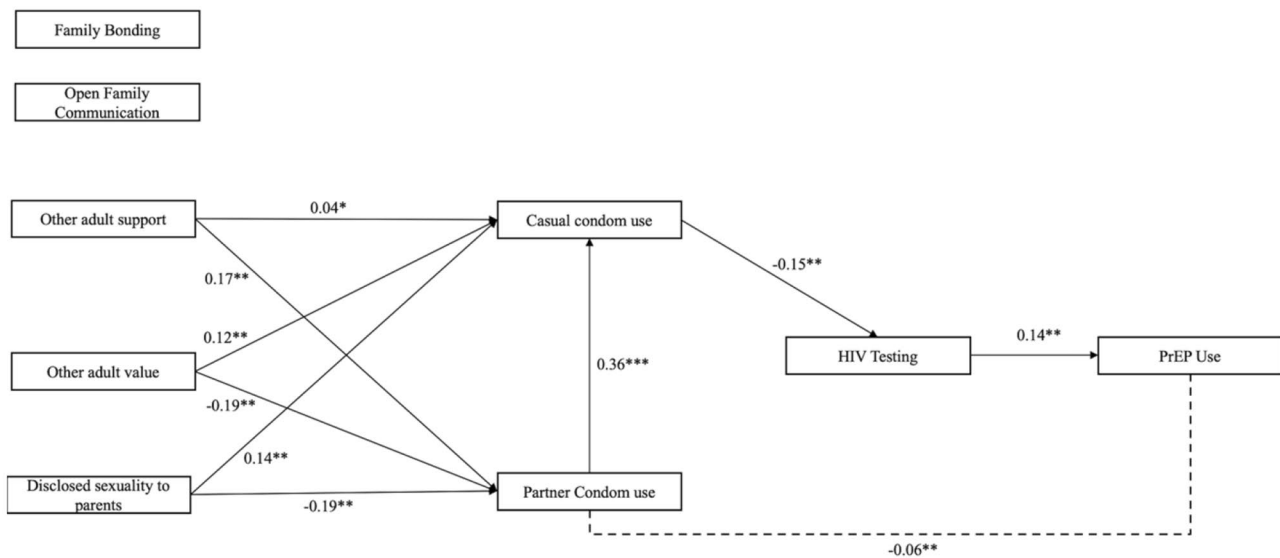 Family Bonding
Open Family
Communication
Other adult support
0.04*
Casual condom use
0.17**
-0.15**
0.12**
Other adult value
0.36***
HIV Testing
0.14**
PrEP Use
-0.19**
0.14**
Disclosed sexuality to
parents
-0.19**
Partner Condom use
-0.06**